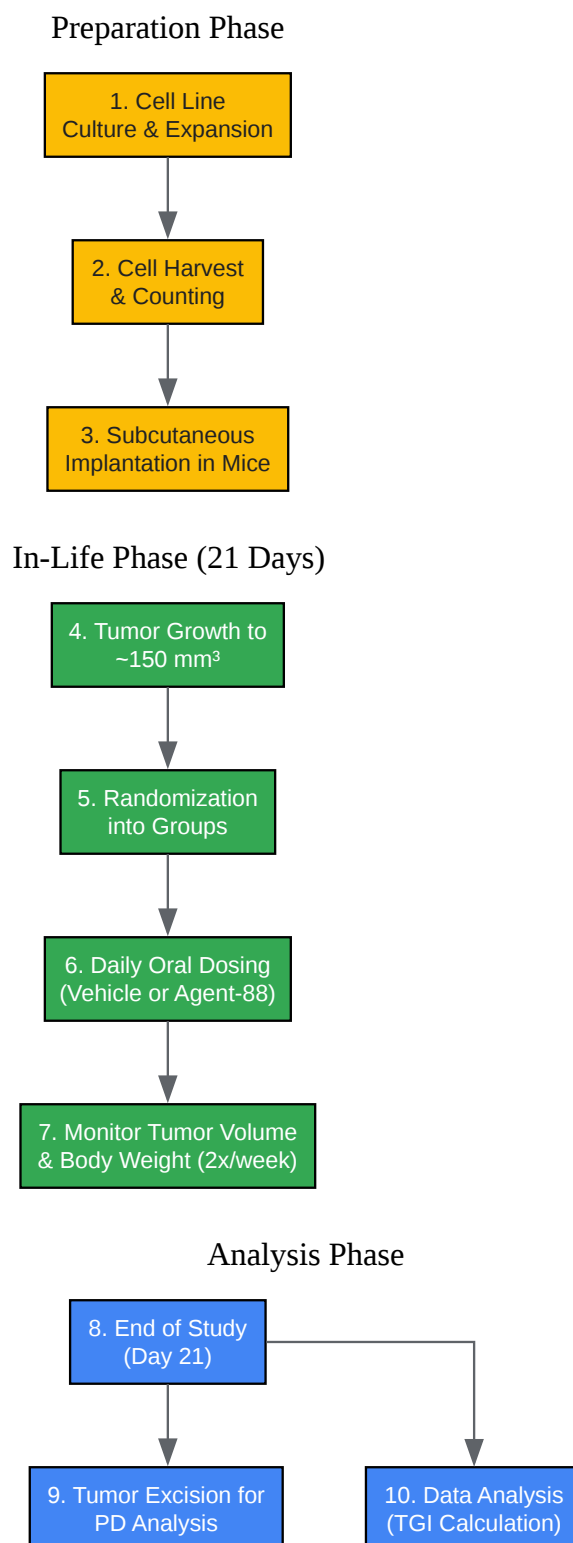 Preparation Phase
1. Cell Line
Culture & Expansion
2. Cell Harvest
& Counting
3. Subcutaneous
Implantation in Mice
In-Life Phase (21 Days)
4. Tumor Growth to
~150 mm³
5. Randomization
into Groups
6. Daily Oral Dosing
(Vehicle or Agent-88)
7. Monitor Tumor Volume
& Body Weight (2x/week)
Analysis Phase
8. End of Study
(Day 21)
9. Tumor Excision for
PD Analysis
10. Data Analysis
(TGI Calculation)